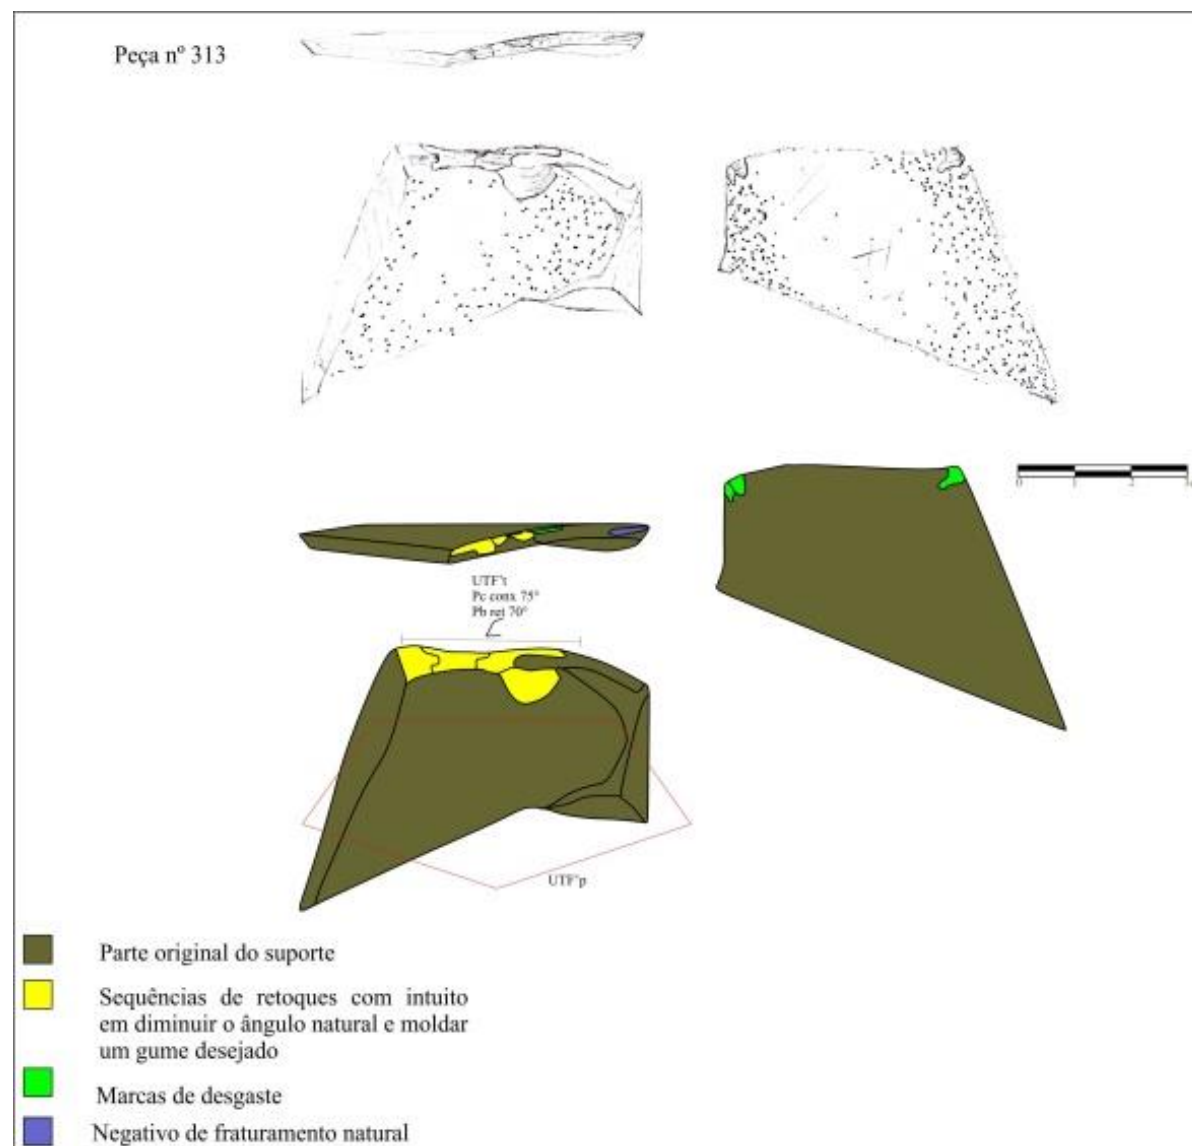 Peça nº 313
UTF't
Pc conx 75°
Pb ret 70°
UTF'p
Parte original do suporte
Sequências de retoques com intuito
em diminuir o ângulo natural e moldar
um gume desejado
Marcas de desgaste
Negativo de fraturamento natural